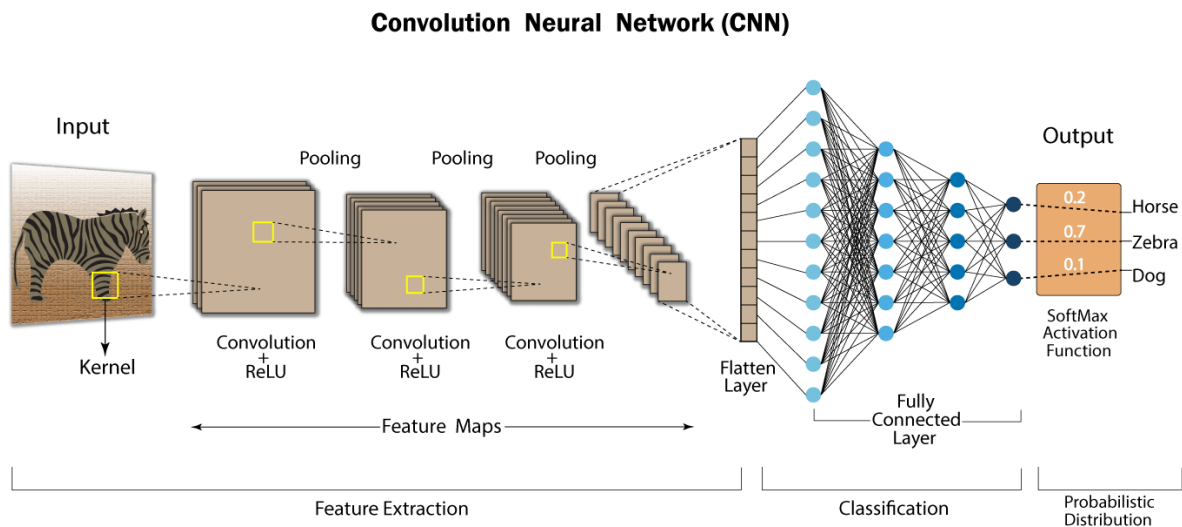 Convolution Neural Network (CNN)
Input
Output
Pooling
Pooling
Pooling
0.2
Horse
0.7
Zebra
0.1
Dog
Kernel
Convolution
+
ReLU
Convolution
+
ReLU
Convolution
+
ReLU
Flatten
Layer
SoftMax
Activation
Function
Feature Maps
Fully
Connected
Layer
Feature Extraction
Classification
Probabilistic
Distribution